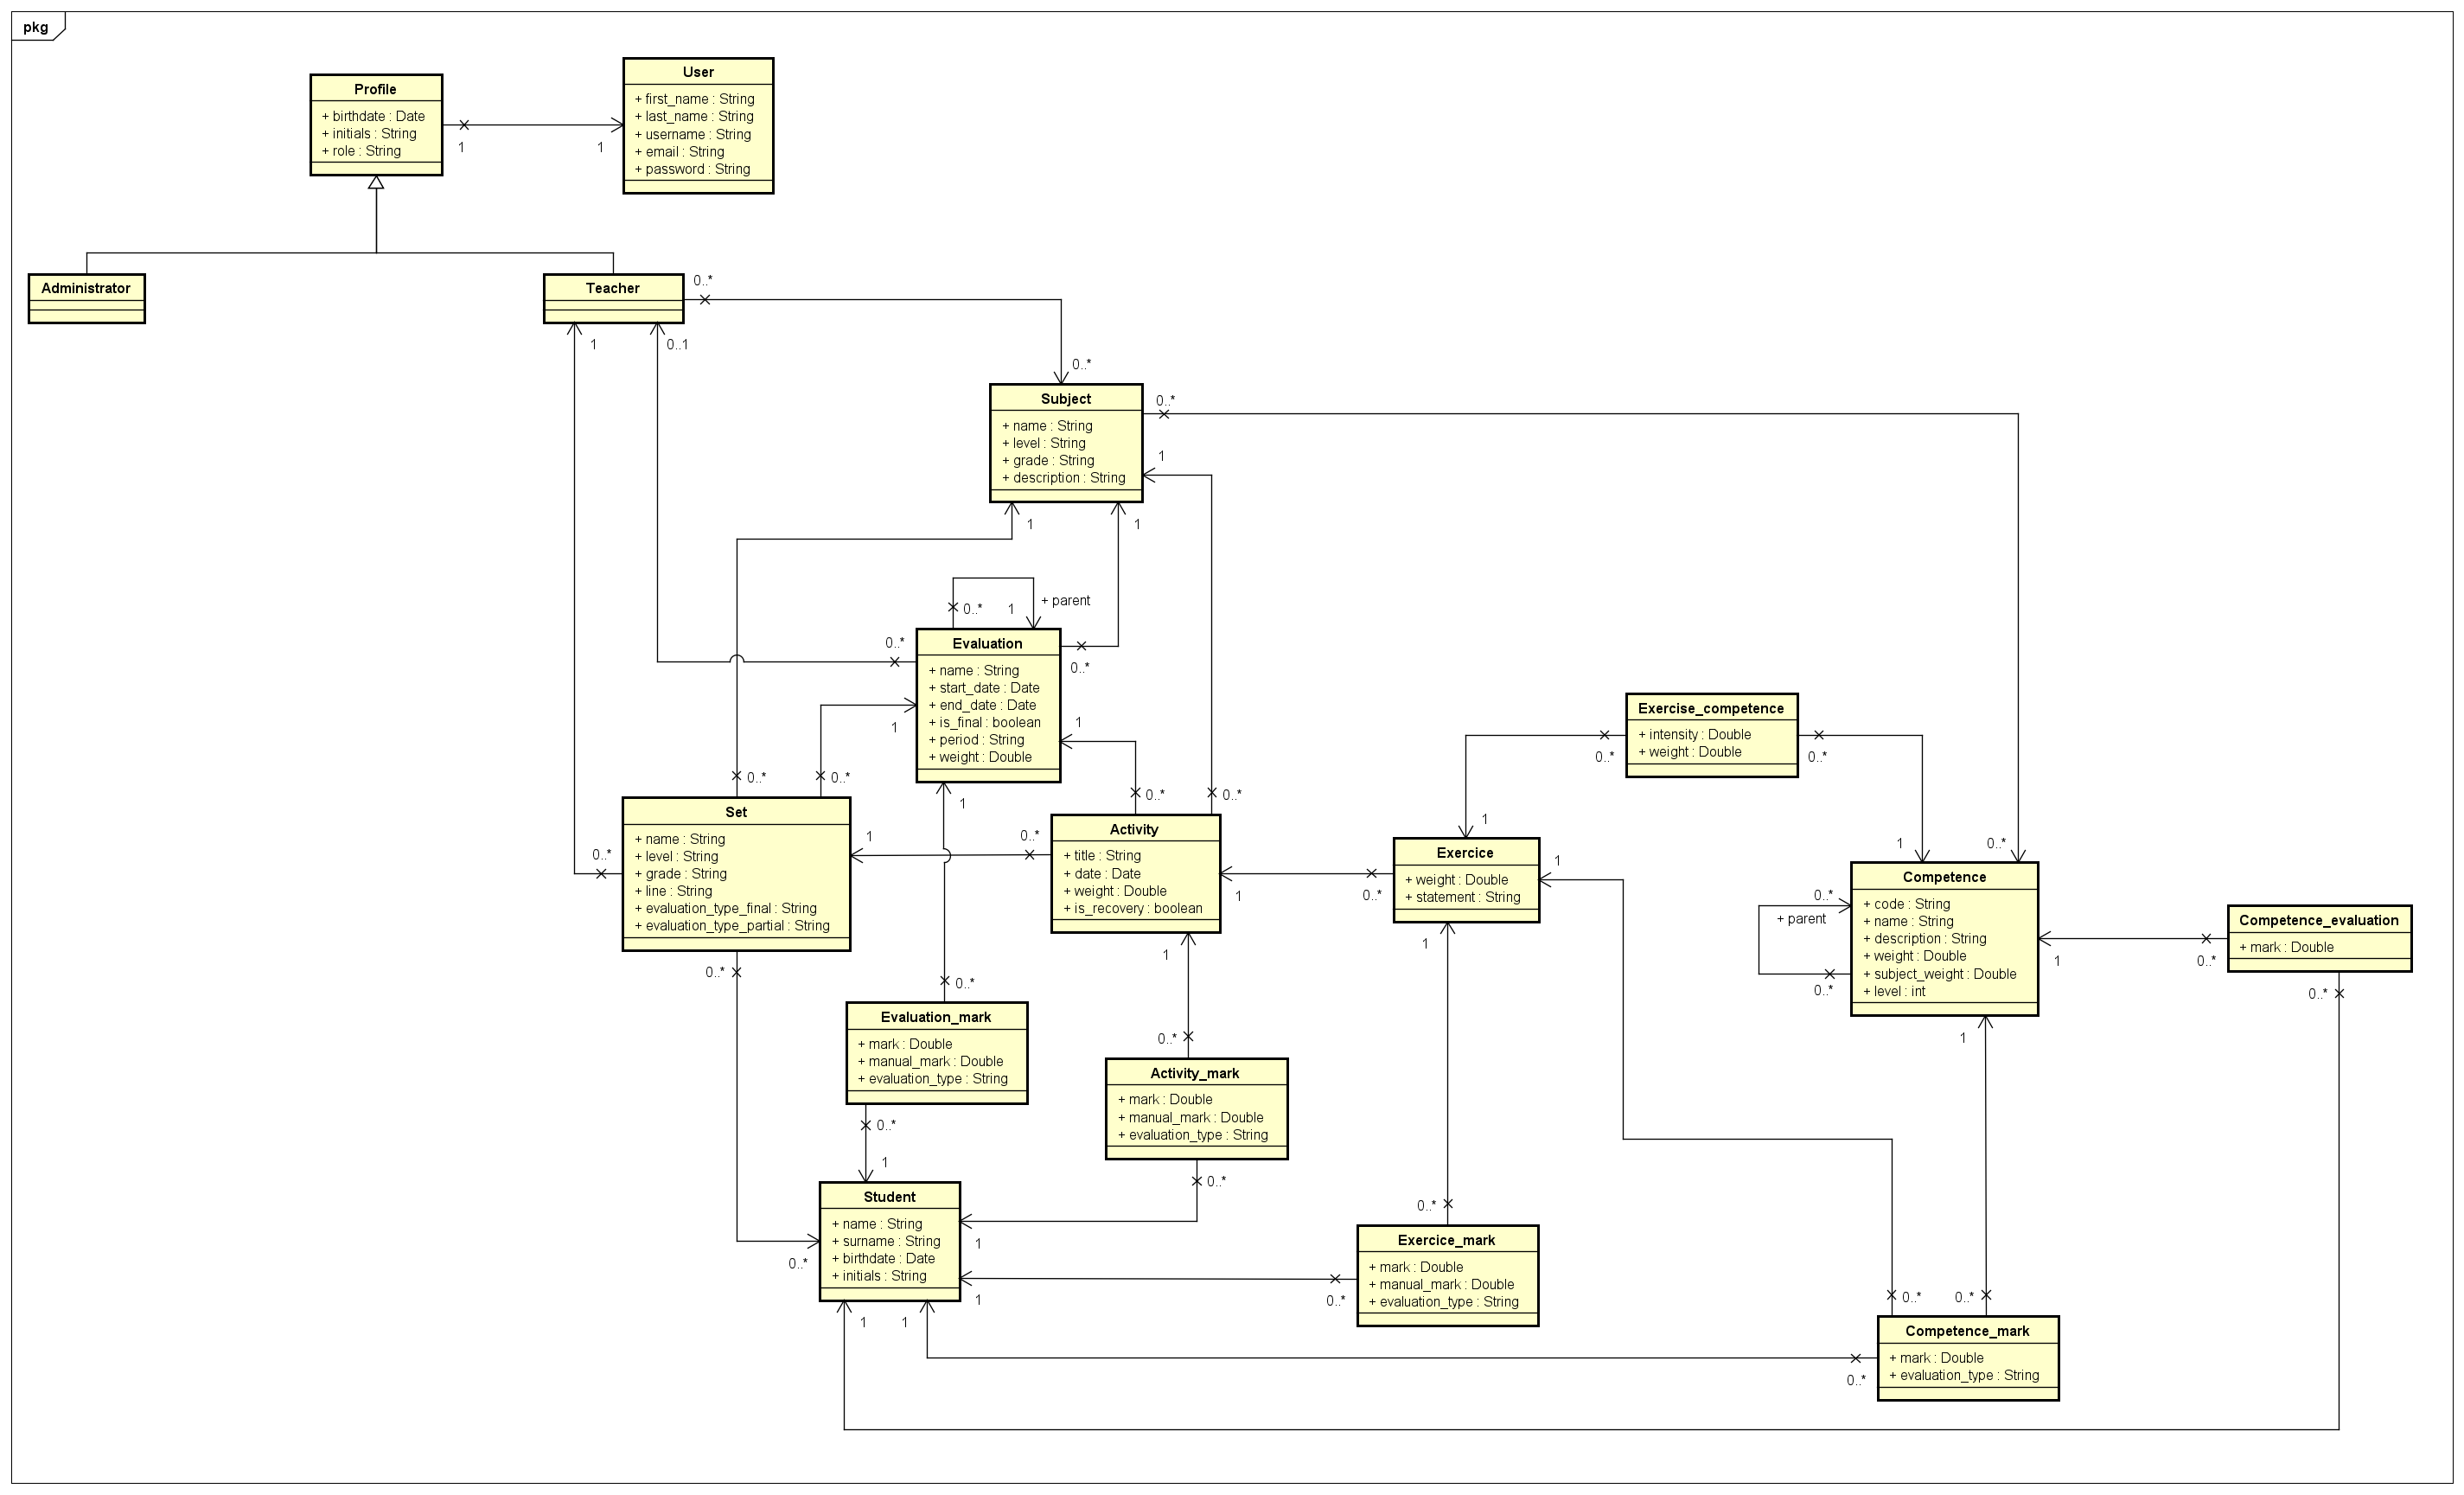 pkg
Profile
+ birthdate : Date
+ initials : String
+ role : String
1
1
User
+ first_name : String
+ last_name : String
+ username : String
+ email : String
+ password : String
Administrator
Teacher
0..*
1
0..1
0..*
Subject
+ name : String
+ level : String
+ grade : String
+ description : String
0..*
1
1
1
0..*
1
+ parent
0..*
0..*
Evaluation
+ name : String
+ start_date : Date
+ end_date : Date
+ is_final : boolean
+ period : String
+ weight : Double
1
1
0..*
0..*
1
0..*
0..*
Set
+ name : String
+ level : String
+ grade : String
+ line : String
+ evaluation_type_final : String
+ evaluation_type_partial : String
0..*
1
0..*
0..*
Activity
+ title : String
+ date : Date
+ weight : Double
+ is_recovery : boolean
1
0..*
1
Exercise_competence
+ intensity : Double
+ weight : Double
0..*
0..*
1
1
0..*
Exercice
+ weight : Double
+ statement : String
1
1
Competence
+ code : String
+ name : String
+ description : String
+ weight : Double
+ subject_weight : Double
+ level : int
0..*
+ parent
0..*
1
0..*
1
Competence_evaluation
+ mark : Double
0..*
0..*
Evaluation_mark
+ mark : Double
+ manual_mark : Double
+ evaluation_type : String
0..*
1
0..*
Activity_mark
+ mark : Double
+ manual_mark : Double
+ evaluation_type : String
0..*
Student
+ name : String
+ surname : String
+ birthdate : Date
+ initials : String
0..*
1
1
1
1
0..*
0..*
Exercice_mark
+ mark : Double
+ manual_mark : Double
+ evaluation_type : String
0..*
0..*
0..*
Competence_mark
+ mark : Double
+ evaluation_type : String